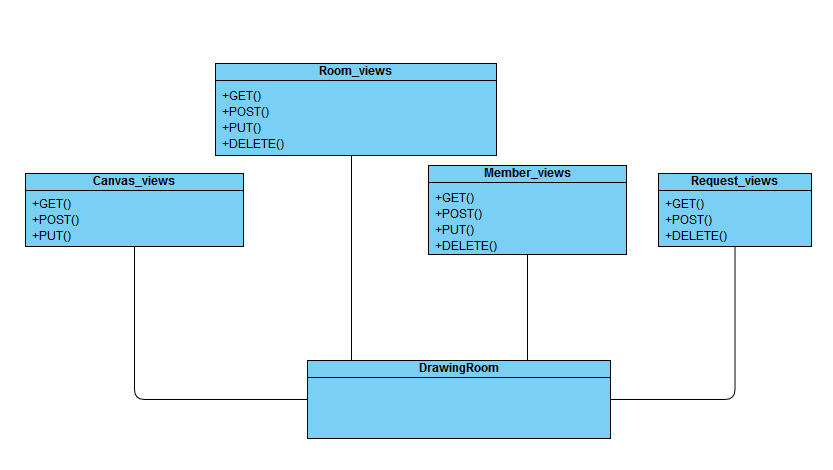 Room_views
+GET()
+POST()
+PUT()
+DELETE()
Canvas_views
+GET()
+POST()
+PUT()
Member_views
+GET()
+POST()
+PUT()
+DELETE()
Request_views
+GET()
+POST()
+DELETE()
DrawingRoom